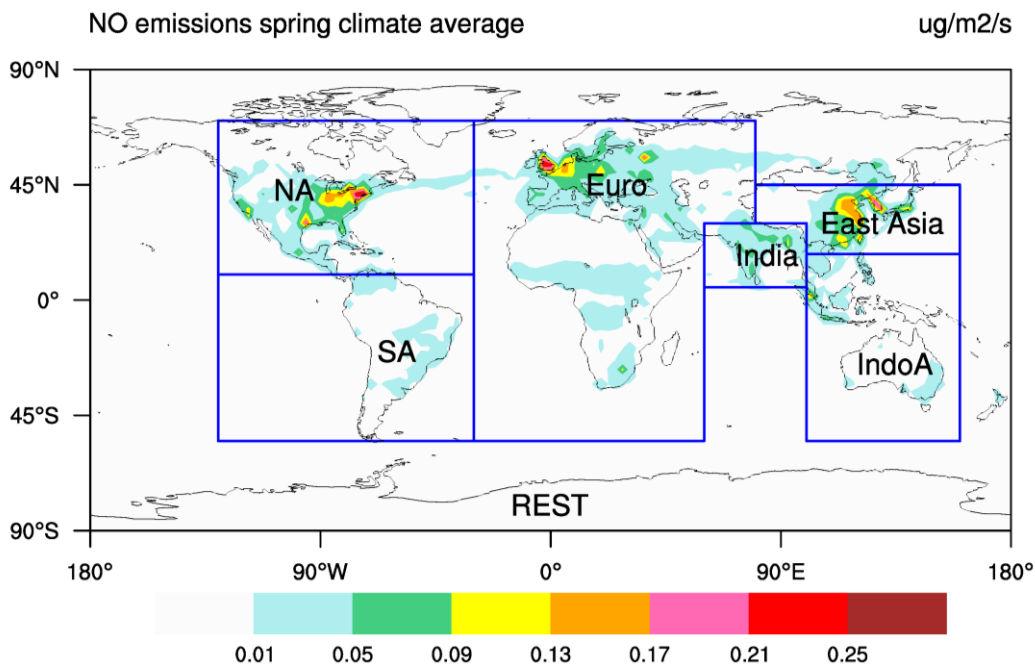 NO emissions spring climate average ug/m2/s
90°N
45°N
0°
45°S
90°S
NA
Euro
East Asia
India
SA
IndoA
REST
180° 90°W 0° 90°E 180°
0.01 0.05 0.09 0.13 0.17 0.21 0.25